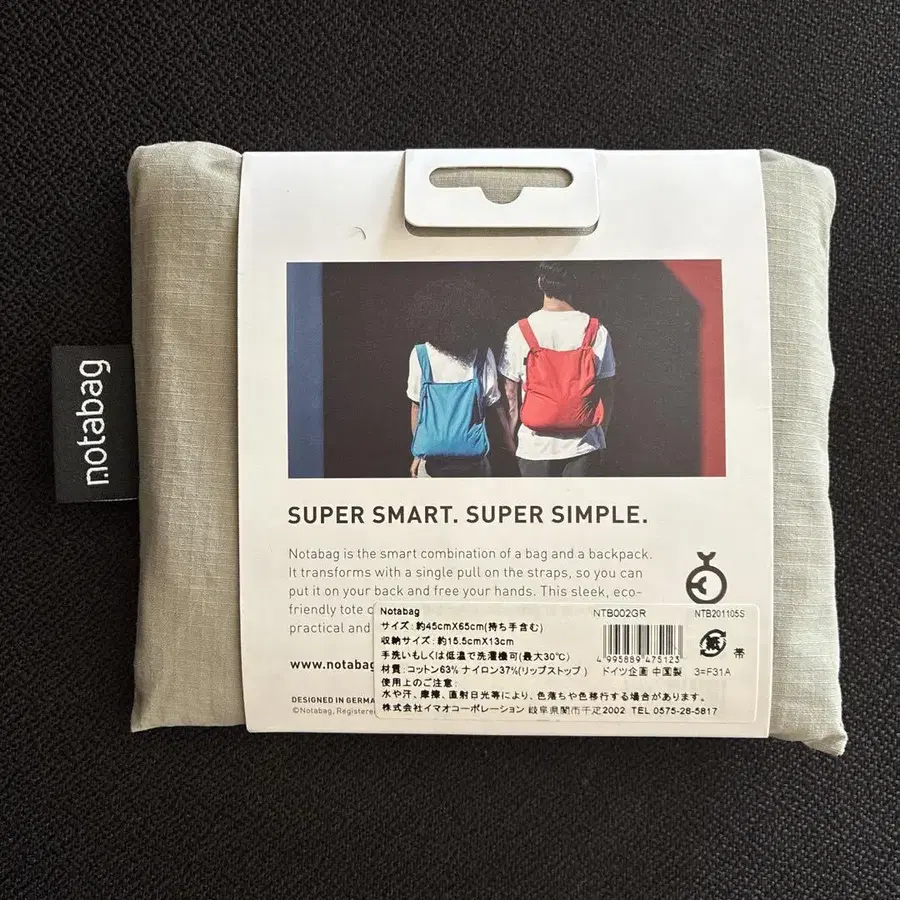 notabag
SUPER SMART. SUPER SIMPLE.
Notabag is the smart combination of a bag and a backpack.
It transforms with a single pull on the straps, so you can
put it on your back and free your hands. This sleek, eco-
friendly tote
practical and
www.notabag
DESIGNED IN GERMA
©Notabag, Registere
Notabag NTB002GR NTB201105S
サイズ:約45cmX65cm(持ち手含む)
収納サイズ:約15.5cmX13cm
手洗いもしくは低温で洗濯機可(最大30℃)
4995889475123
帯
材質:コットン63% ナイロン37%(リップストップ) ドイツ企画 中国製 3=F31A
使用上のご注意:
水や汗、摩擦、直射日光等により、色落ちや色移行する場合があります。
株式会社イマオコーポレーション 岐阜県関市千疋2002 TEL 0575-28-5817